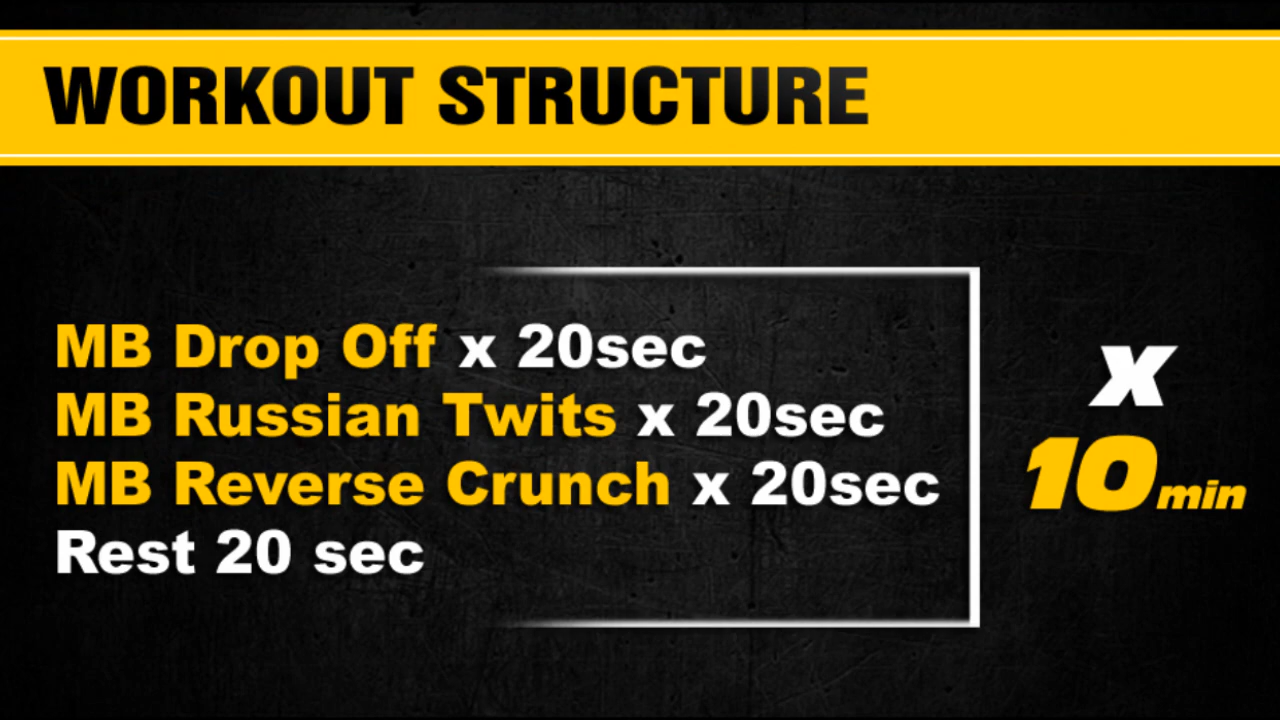 WORKOUT STRUCTURE
MB Drop Off x 20sec
MB Russian Twits x 20sec
MB Reverse Crunch x 20sec
Rest 20 sec
x
10min